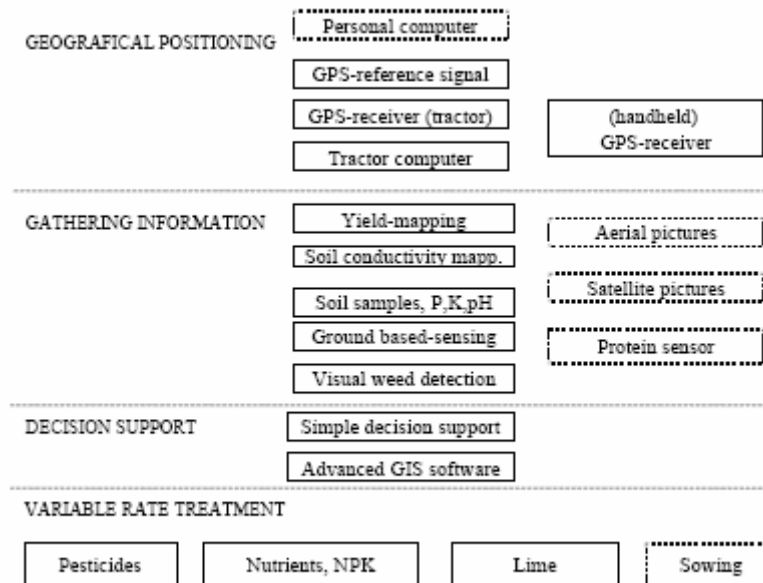 Personal computer
GEOGRAFICAL POSITIONING
GPS-reference signal
GPS-receiver (tractor)
(handheld)
GPS-receiver
Tractor computer
GATHERING INFORMATION
Yield-mapping
Aerial pictures
Soil conductivity mapp.
Satellite pictures
Soil samples, P,K,pH
Ground based-sensing
Protein sensor
Visual weed detection
DECISION SUPPORT
Simple decision support
Advanced GIS software
VARIABLE RATE TREATMENT
Pesticides
Nutrients, NPK
Lime
Sowing